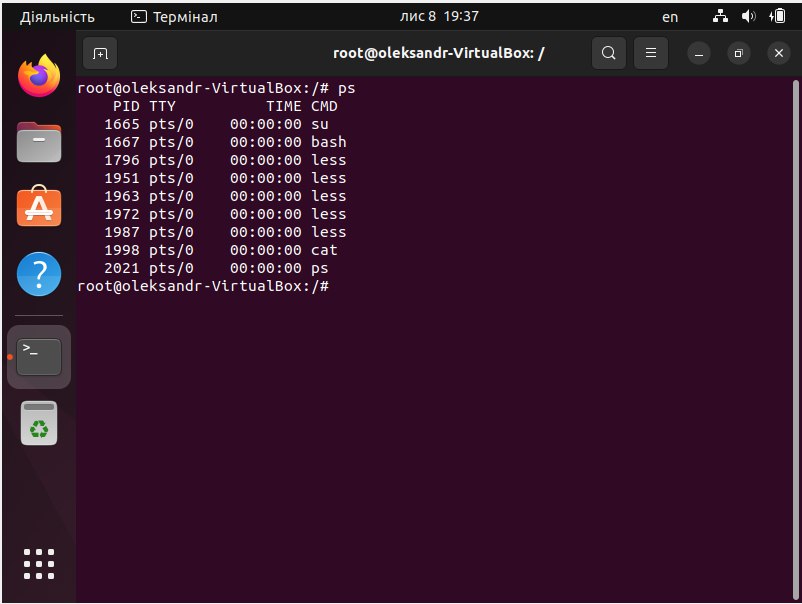 Діяльність Термінал лис 8 19:37 en
root@oleksandr-VirtualBox: /
root@oleksandr-VirtualBox:/# ps
    PID TTY          TIME CMD
   1665 pts/0    00:00:00 su
   1667 pts/0    00:00:00 bash
   1796 pts/0    00:00:00 less
   1951 pts/0    00:00:00 less
   1963 pts/0    00:00:00 less
   1972 pts/0    00:00:00 less
   1987 pts/0    00:00:00 less
   1998 pts/0    00:00:00 cat
   2021 pts/0    00:00:00 ps
root@oleksandr-VirtualBox:/#